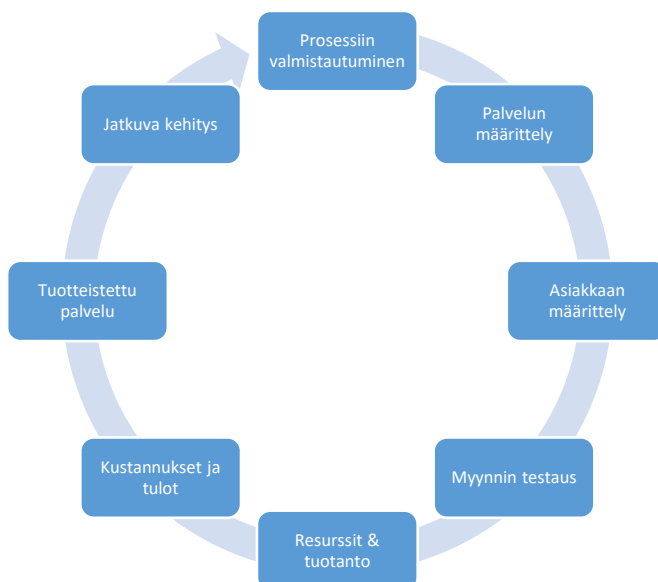 Prosessiin
valmistautuminen
Palvelun
määrittely
Asiakkaan
määrittely
Myynnin testaus
Resurssit &
tuotanto
Kustannukset ja
tulot
Tuotteistettu
palvelu
Jatkuva kehitys